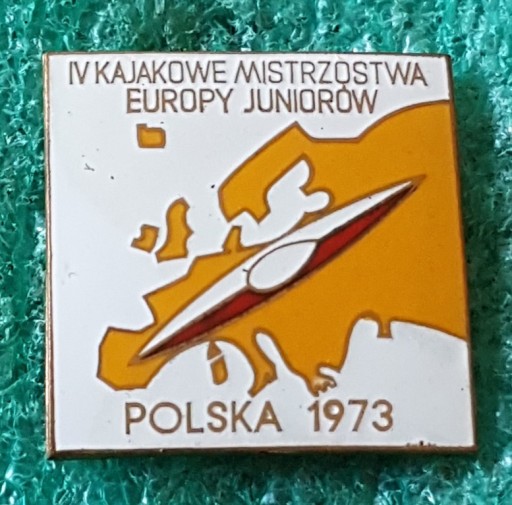 IV KAJAKOWE MISTRZOSTWA
EUROPY JUNIORÓW
POLSKA 1973